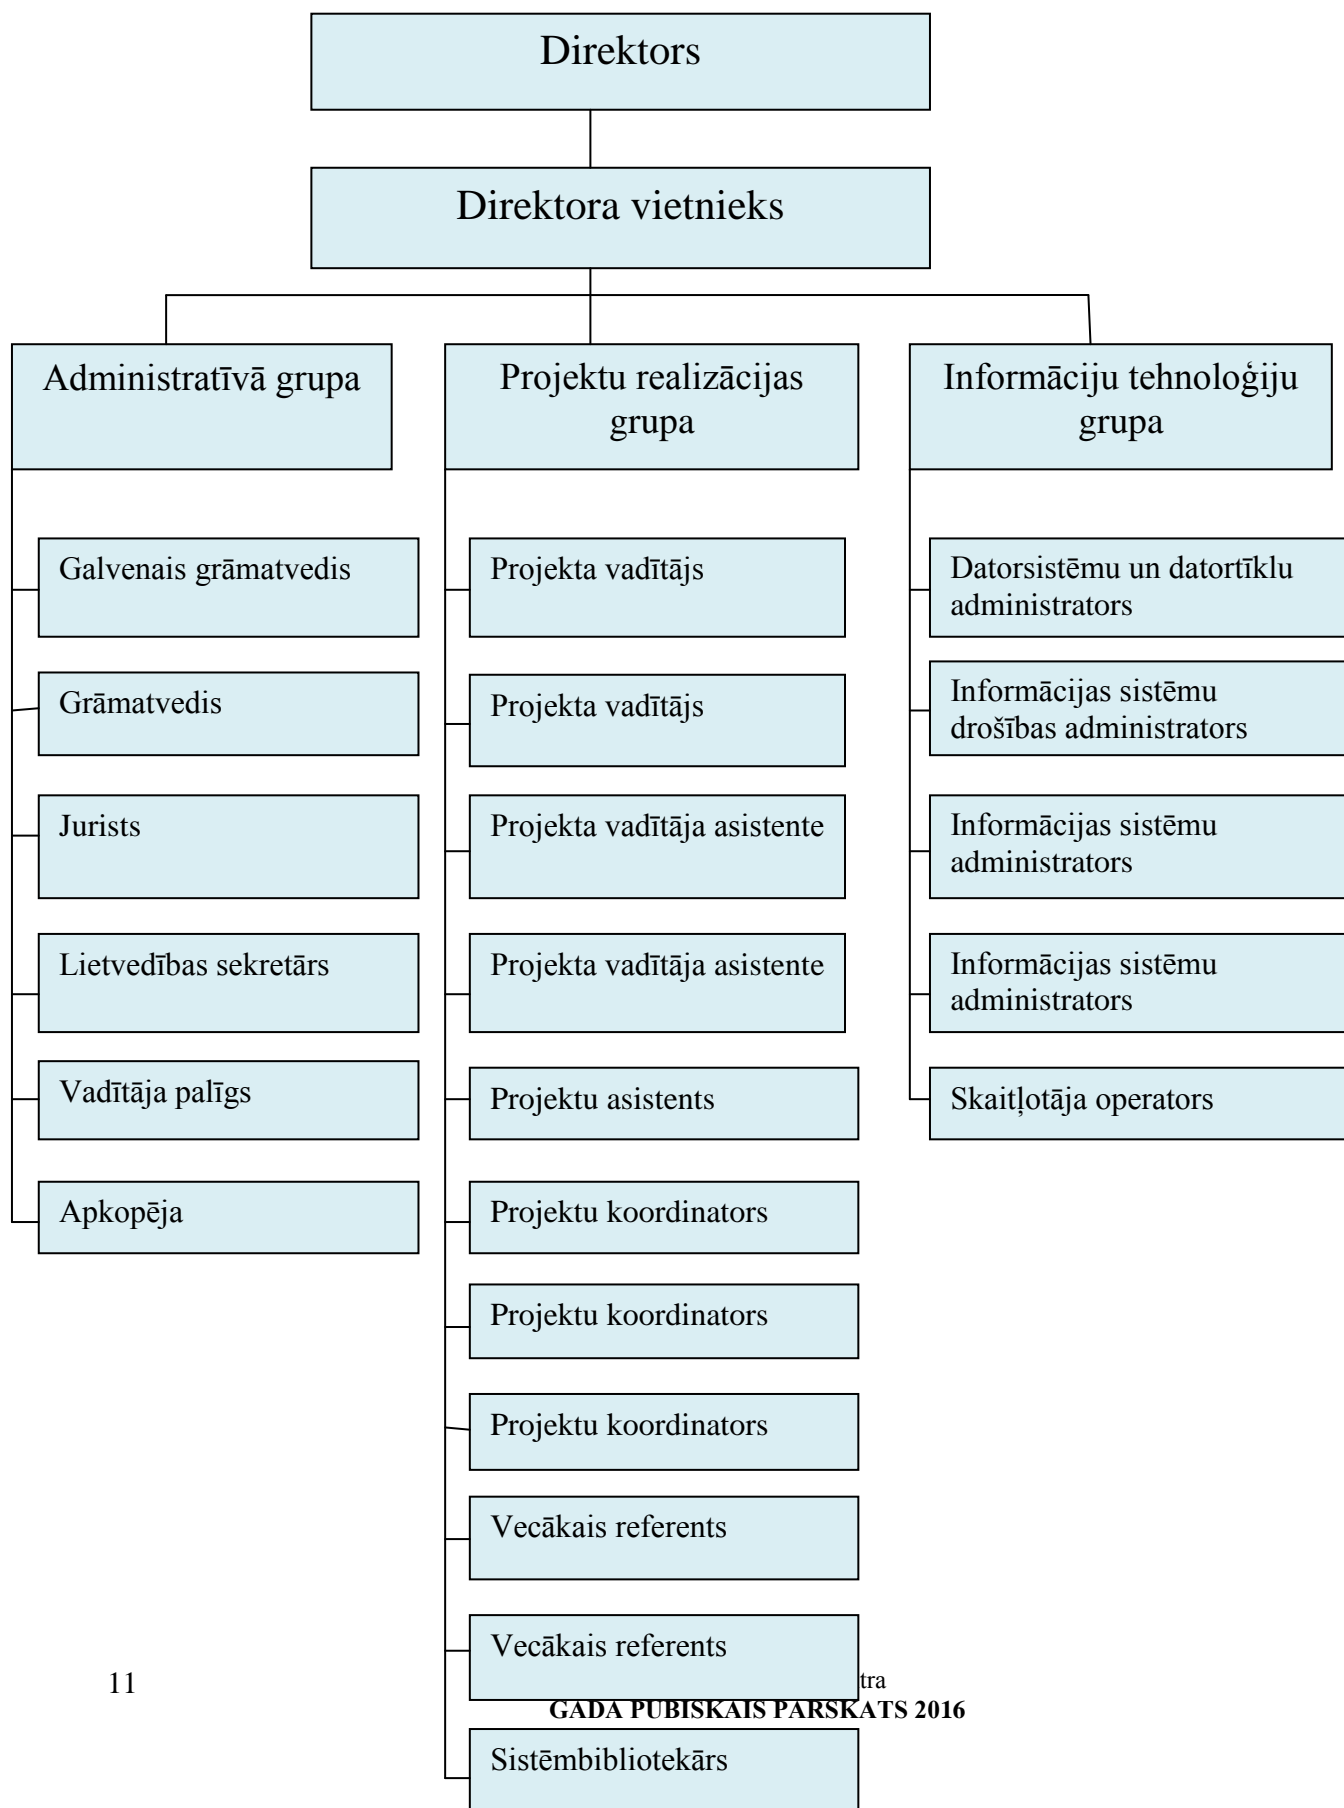 Direktors
Direktora vietnieks
Administratīvā grupa
Galvenais grāmatvedis
Grāmatvedis
Jurists
Lietvedības sekretārs
Vadītāja palīgs
Apkopēja
Projektu realizācijas
grupa
Projekta vadītājs
Projekta vadītājs
Projekta vadītāja asistente
Projekta vadītāja asistente
Projektu asistents
Projektu koordinators
Projektu koordinators
Projektu koordinators
Vecākais referents
Vecākais referents
Sistēmbibliotekārs
Informāciju tehnoloģiju
grupa
Datorsistēmu un datortīklu
administrators
Informācijas sistēmu
drošības administrators
Informācijas sistēmu
administrators
Informācijas sistēmu
administrators
Skaitļotāja operators
11
tra
GADA PUBISKAIS PARSKATS 2016